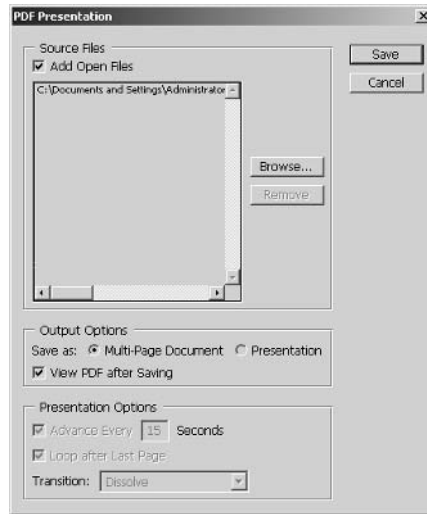 PDF Presentation
Source Files
Add Open Files
Save
Cancel
C:\Documents and Settings\Administrator
Browse...
Remove
Output Options
Save as: Multi-Page Document Presentation
View PDF after Saving
Presentation Options
Advance Every 15 Seconds
Loop after Last Page
Transition: Dissolve